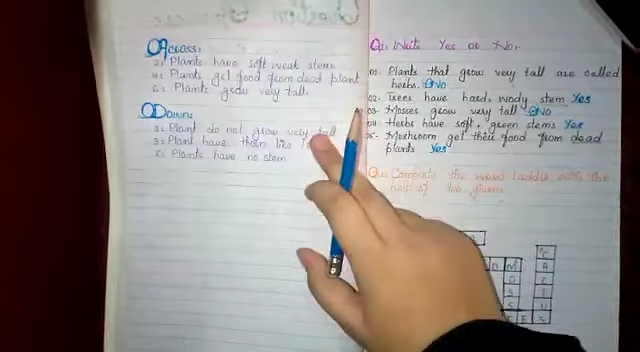 Across:
2: Plants have soft weak stem.
4: Plants get food from dead plant
6: Plants grow very tall.
Down:
1: Plant do not grow very tall
3: Plant have thorn like
5: Plants have no stem
Q: Write Yes or No.
01. Plants that grow very tall are called
herbs. No
02. Trees have hard, wody stem Yes
03. Mosses grow very tall No
04 Herbs have soft, green stems Yes
05. Mushroom get their food from dead
plants Yes
Q: Complete the word ladder with the
help of
M
O
S
S
E S
C
A
C
T
U
S